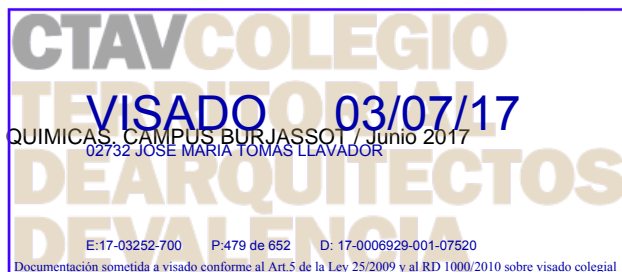 CTAVCOLEGIO
TERRITORIAL
VISADO 03/07/17
QUIMICAS. CAMPUS BURJASSOT / Junio 2017
02732 JOSE MARIA TOMAS LLAVADOR
DEARQUITECTOS
DEVALENCIA
E:17-03252-700 P:479 de 652 D: 17-0006929-001-07520
Documentación sometida a visado conforme al Art.5 de la Ley 25/2009 y al RD 1000/2010 sobre visado colegial